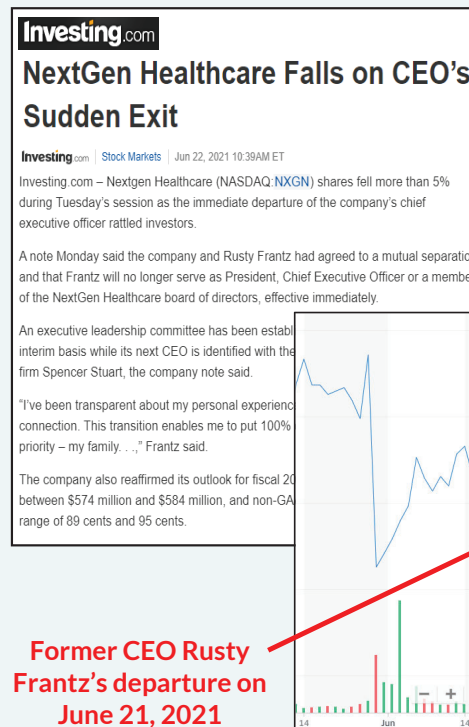 Investing.com
NextGen Healthcare Falls on CEO's
Sudden Exit
Investing.com | Stock Markets | Jun 22, 2021 10:39AM ET
Investing.com – Nextgen Healthcare (NASDAQ:NXGN) shares fell more than 5%
during Tuesday's session as the immediate departure of the company's chief
executive officer rattled investors.
A note Monday said the company and Rusty Frantz had agreed to a mutual separation
and that Frantz will no longer serve as President, Chief Executive Officer or a membe
of the NextGen Healthcare board of directors, effective immediately.
An executive leadership committee has been establ
interim basis while its next CEO is identified with the
firm Spencer Stuart, the company note said.
“I've been transparent about my personal experienc
connection. This transition enables me to put 100%
priority – my family. . .,” Frantz said.
The company also reaffirmed its outlook for fiscal 20
between $574 million and $584 million, and non-GA
range of 89 cents and 95 cents.
Former CEO Rusty
Frantz’s departure on
June 21, 2021
− +
14 Jun 14